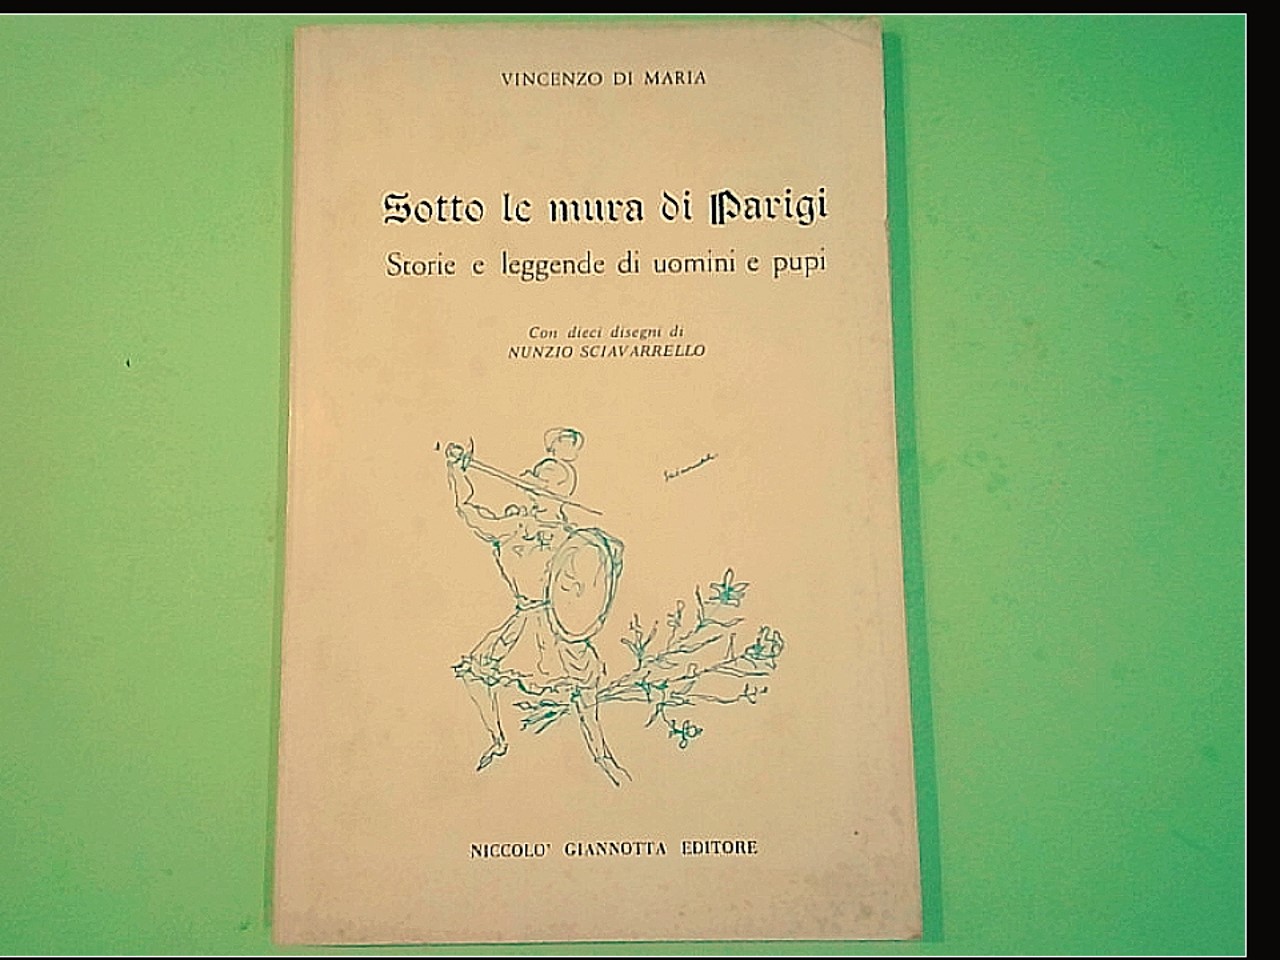 VINCENZO DI MARIA
Sotto le mura di Parigi
Storie e leggende di uomini e pupi
Con dieci disegni di
NUNZIO SCIAVARRELLO
NICCOLO' GIANNOTTA EDITORE